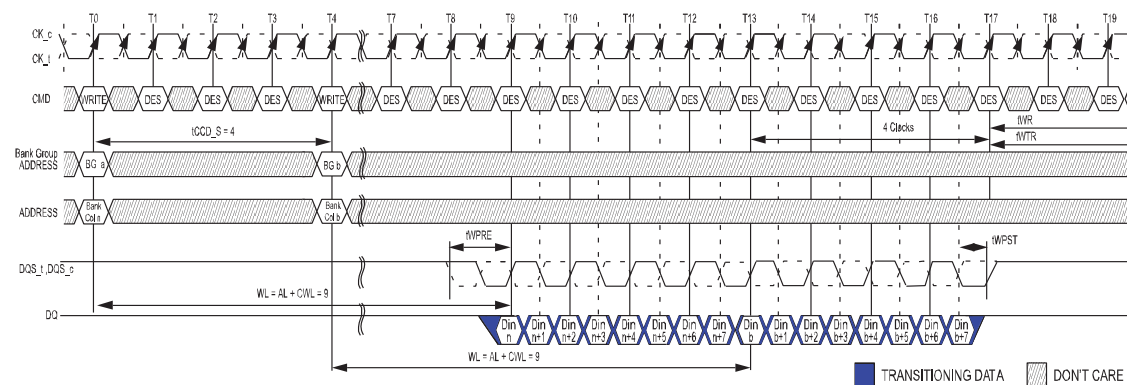 T0 T1 T2 T3 T4 T7 T8 T9 T10 T11 T12 T13 T14 T15 T16 T17 T18 T19
CK_c
CK_t
CMD WRITE DES DES DES WRITE DES DES DES DES DES DES DES DES DES DES DES DES DES
tCCD_S = 4
4 Clocks
tWR
tWTR
Bank Group
ADDRESS BG a BG b
ADDRESS Bank Col n Bank Col b
tWPRE
tWPST
DQS_t ,DQS_c
WL = AL + CWL = 9
DQ
Din n Din n+1 Din n+2 Din n+3 Din n+4 Din n+5 Din n+6 Din n+7 Din b Din b+1 Din b+2 Din b+3 Din b+4 Din b+5 Din b+6 Din b+7
WL = AL + CWL = 9
TRANSITIONING DATA DON'T CARE